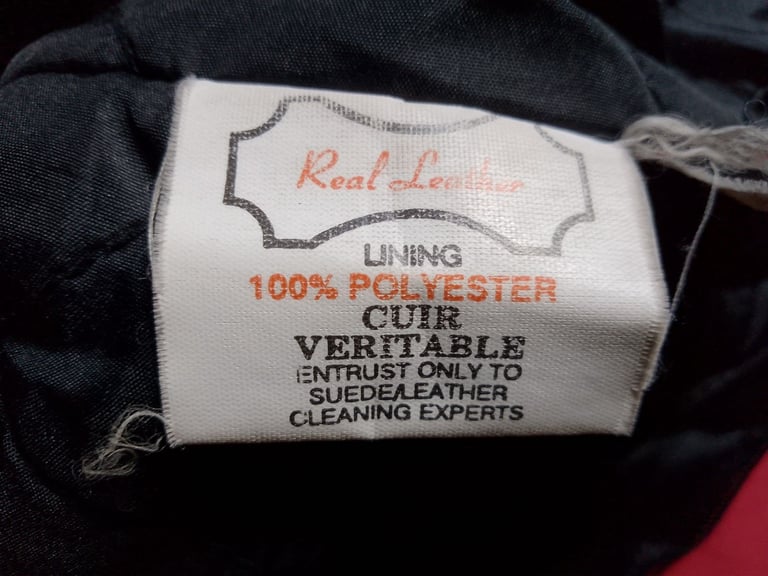 Real Leather
LINING
100% POLYESTER
CUIR
VERITABLE
ENTRUST ONLY TO
SUEDE/LEATHER
CLEANING EXPERTS